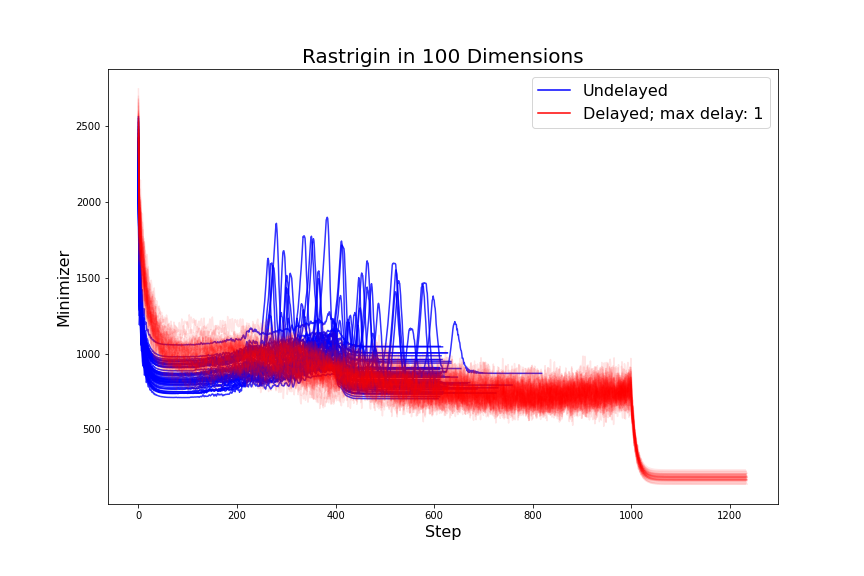 Rastrigin in 100 Dimensions
Undelayed
Delayed; max delay: 1
Minimizer
2500
2000
1500
1000
500
0
200
400
600
800
1000
1200
Step